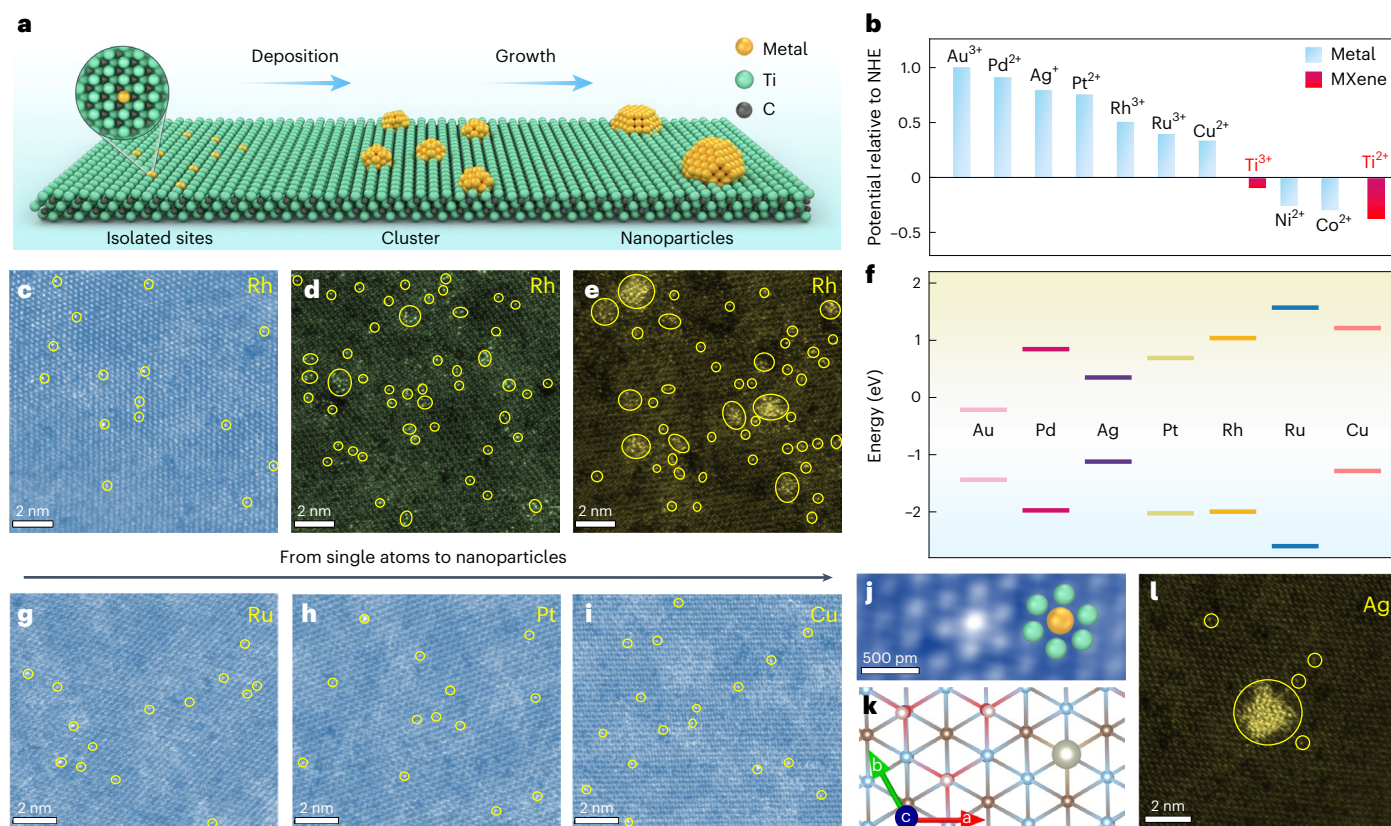 a
Deposition
Growth
Metal
Ti
C
Isolated sites
Cluster
Nanoparticles
b
Potential relative to NHE
1.0
0.5
0
−0.5
Au³⁺
Pd²⁺
Ag⁺
Pt²⁺
Rh³⁺
Ru³⁺
Cu²⁺
Ti³⁺
Ni²⁺
Co²⁺
Ti²⁺
Metal
MXene
c
Rh
2 nm
d
Rh
2 nm
e
Rh
2 nm
f
Energy (eV)
2
1
0
−1
−2
Au
Pd
Ag
Pt
Rh
Ru
Cu
From single atoms to nanoparticles
g
Ru
2 nm
h
Pt
2 nm
i
Cu
2 nm
j
500 pm
k
b
c
a
l
Ag
2 nm